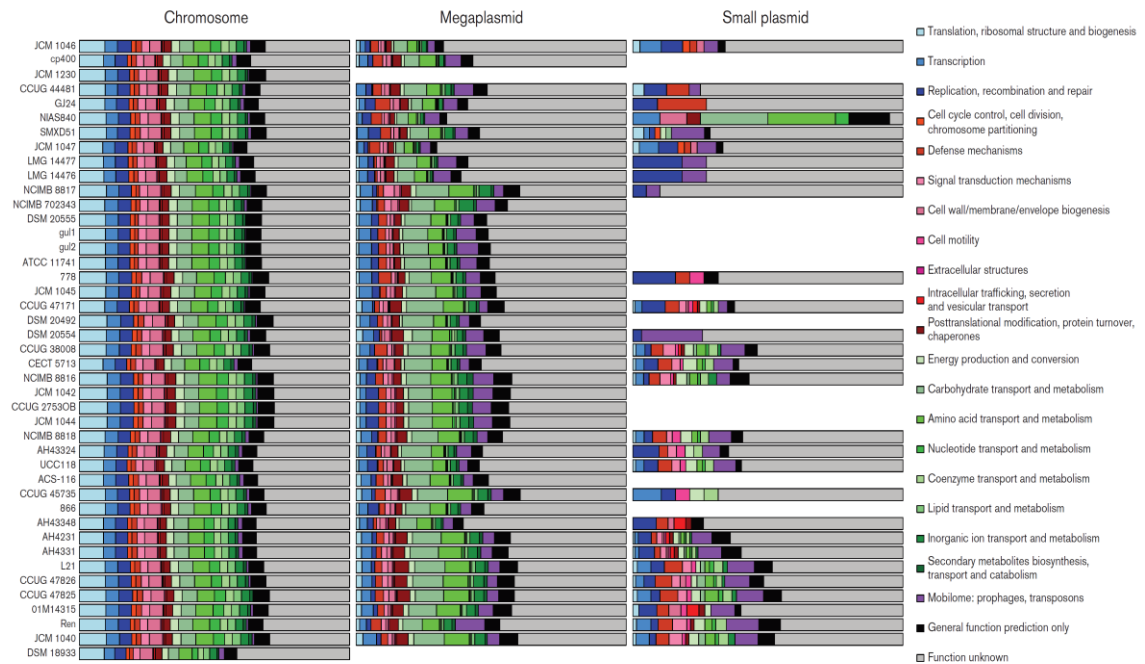 Chromosome
Megaplasmid
Small plasmid
JCM 1046
cp400
JCM 1230
CCUG 44481
GJ24
NIAS840
SMXD51
JCM 1047
LMG 14477
LMG 14476
NCIMB 8817
NCIMB 702343
DSM 20555
gul1
gul2
ATCC 11741
778
JCM 1045
CCUG 47171
DSM 20492
DSM 20554
CCUG 38008
CECT 5713
NCIMB 8816
JCM 1042
CCUG 2753OB
JCM 1044
NCIMB 8818
AH43324
UCC118
ACS-116
CCUG 45735
866
AH43348
AH4231
AH4331
L21
CCUG 47826
CCUG 47825
01M14315
Ren
JCM 1040
DSM 18933
Translation, ribosomal structure and biogenesis
Transcription
Replication, recombination and repair
Cell cycle control, cell division,
chromosome partitioning
Defense mechanisms
Signal transduction mechanisms
Cell wall/membrane/envelope biogenesis
Cell motility
Extracellular structures
Intracellular trafficking, secretion
and vesicular transport
Posttranslational modification, protein turnover,
chaperones
Energy production and conversion
Carbohydrate transport and metabolism
Amino acid transport and metabolism
Nucleotide transport and metabolism
Coenzyme transport and metabolism
Lipid transport and metabolism
Inorganic ion transport and metabolism
Secondary metabolites biosynthesis,
transport and catabolism
Mobilome: prophages, transposons
General function prediction only
Function unknown